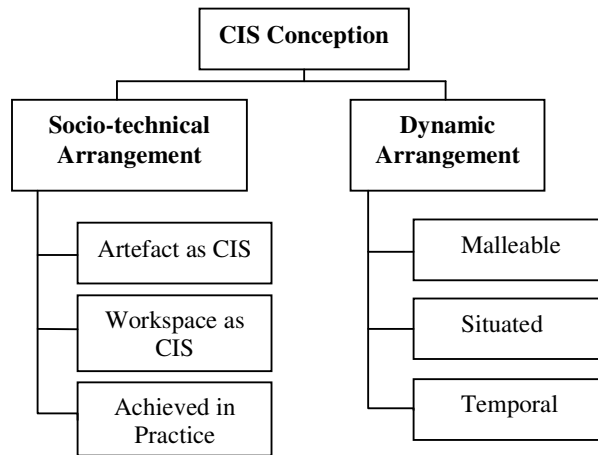 CIS Conception
Socio-technical
Arrangement
Artefact as CIS
Workspace as
CIS
Achieved in
Practice
Dynamic
Arrangement
Malleable
Situated
Temporal